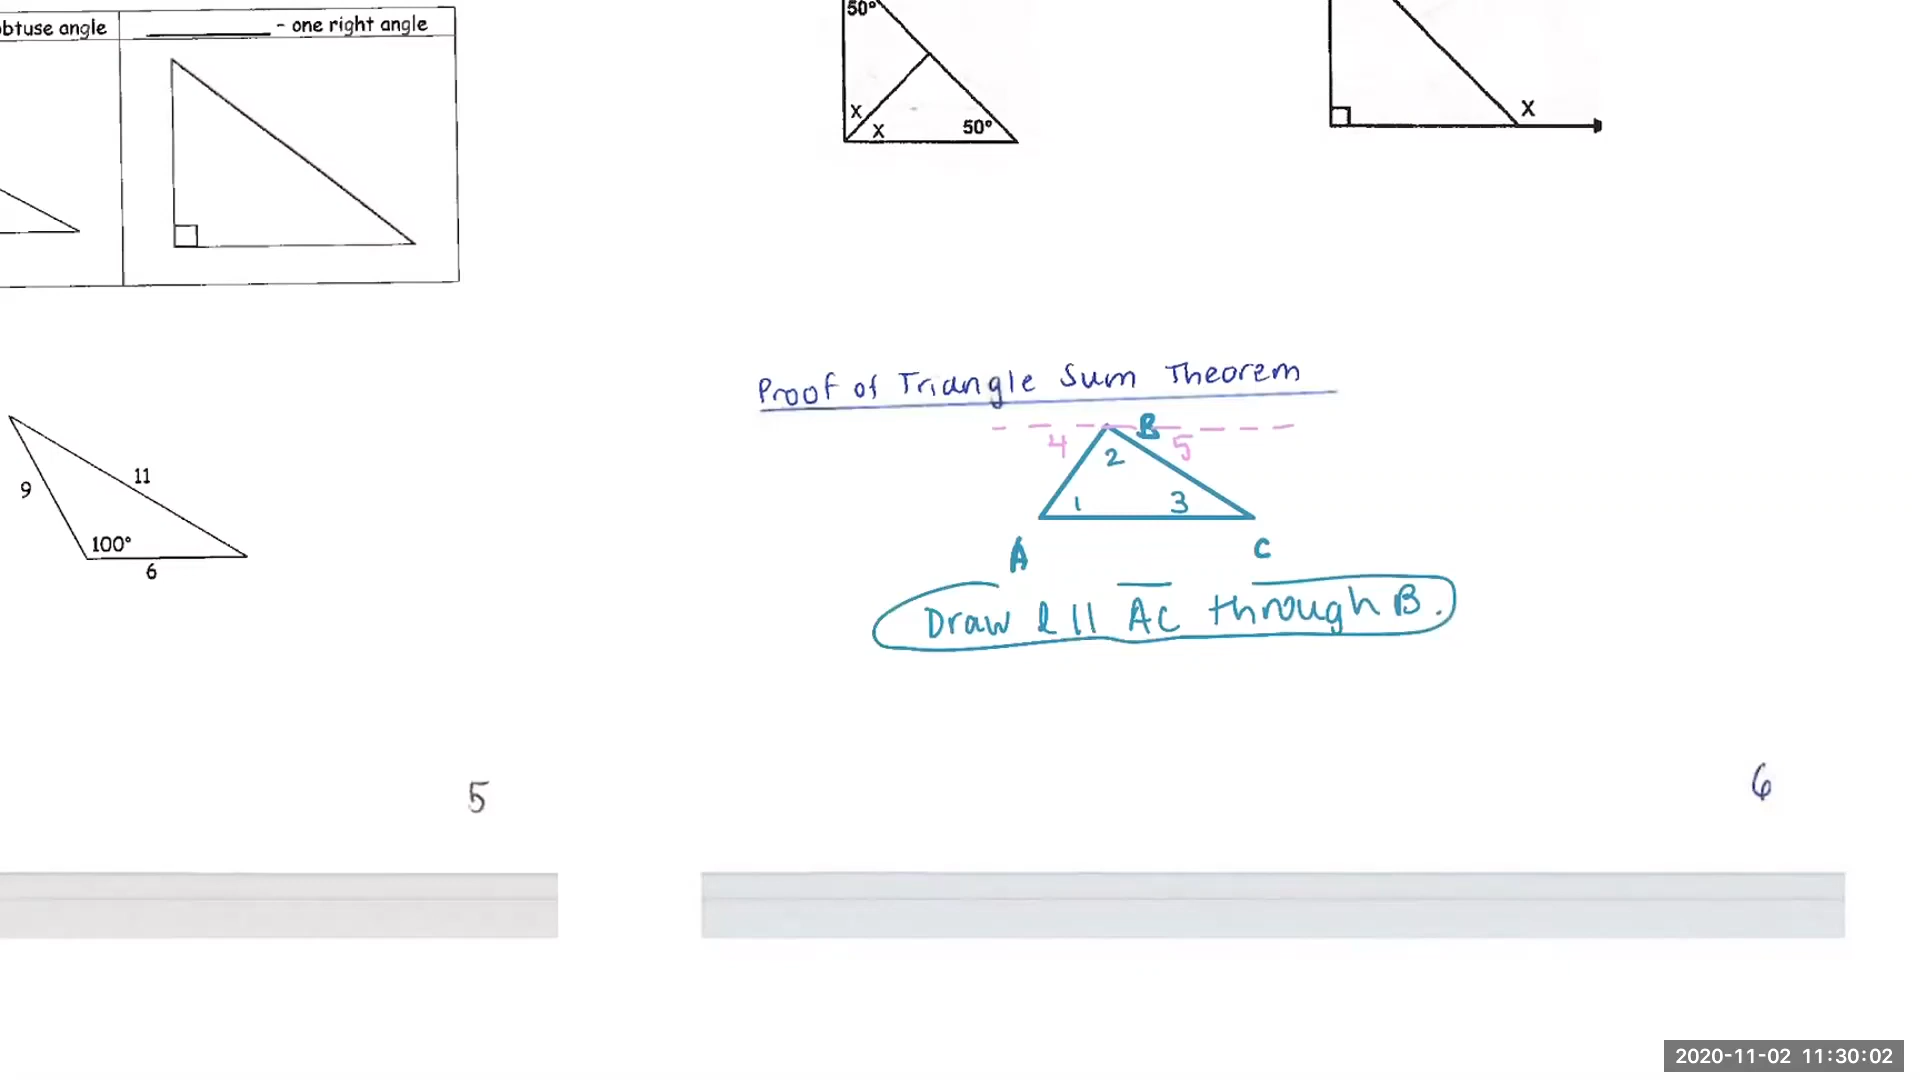 obtuse angle
- one right angle
50°
x
x
50°
x
Proof of Triangle Sum Theorem
B
4
5
2
1
3
A
C
Draw l || AC through B.
9
11
100°
6
5
6
2020-11-02 11:30:02